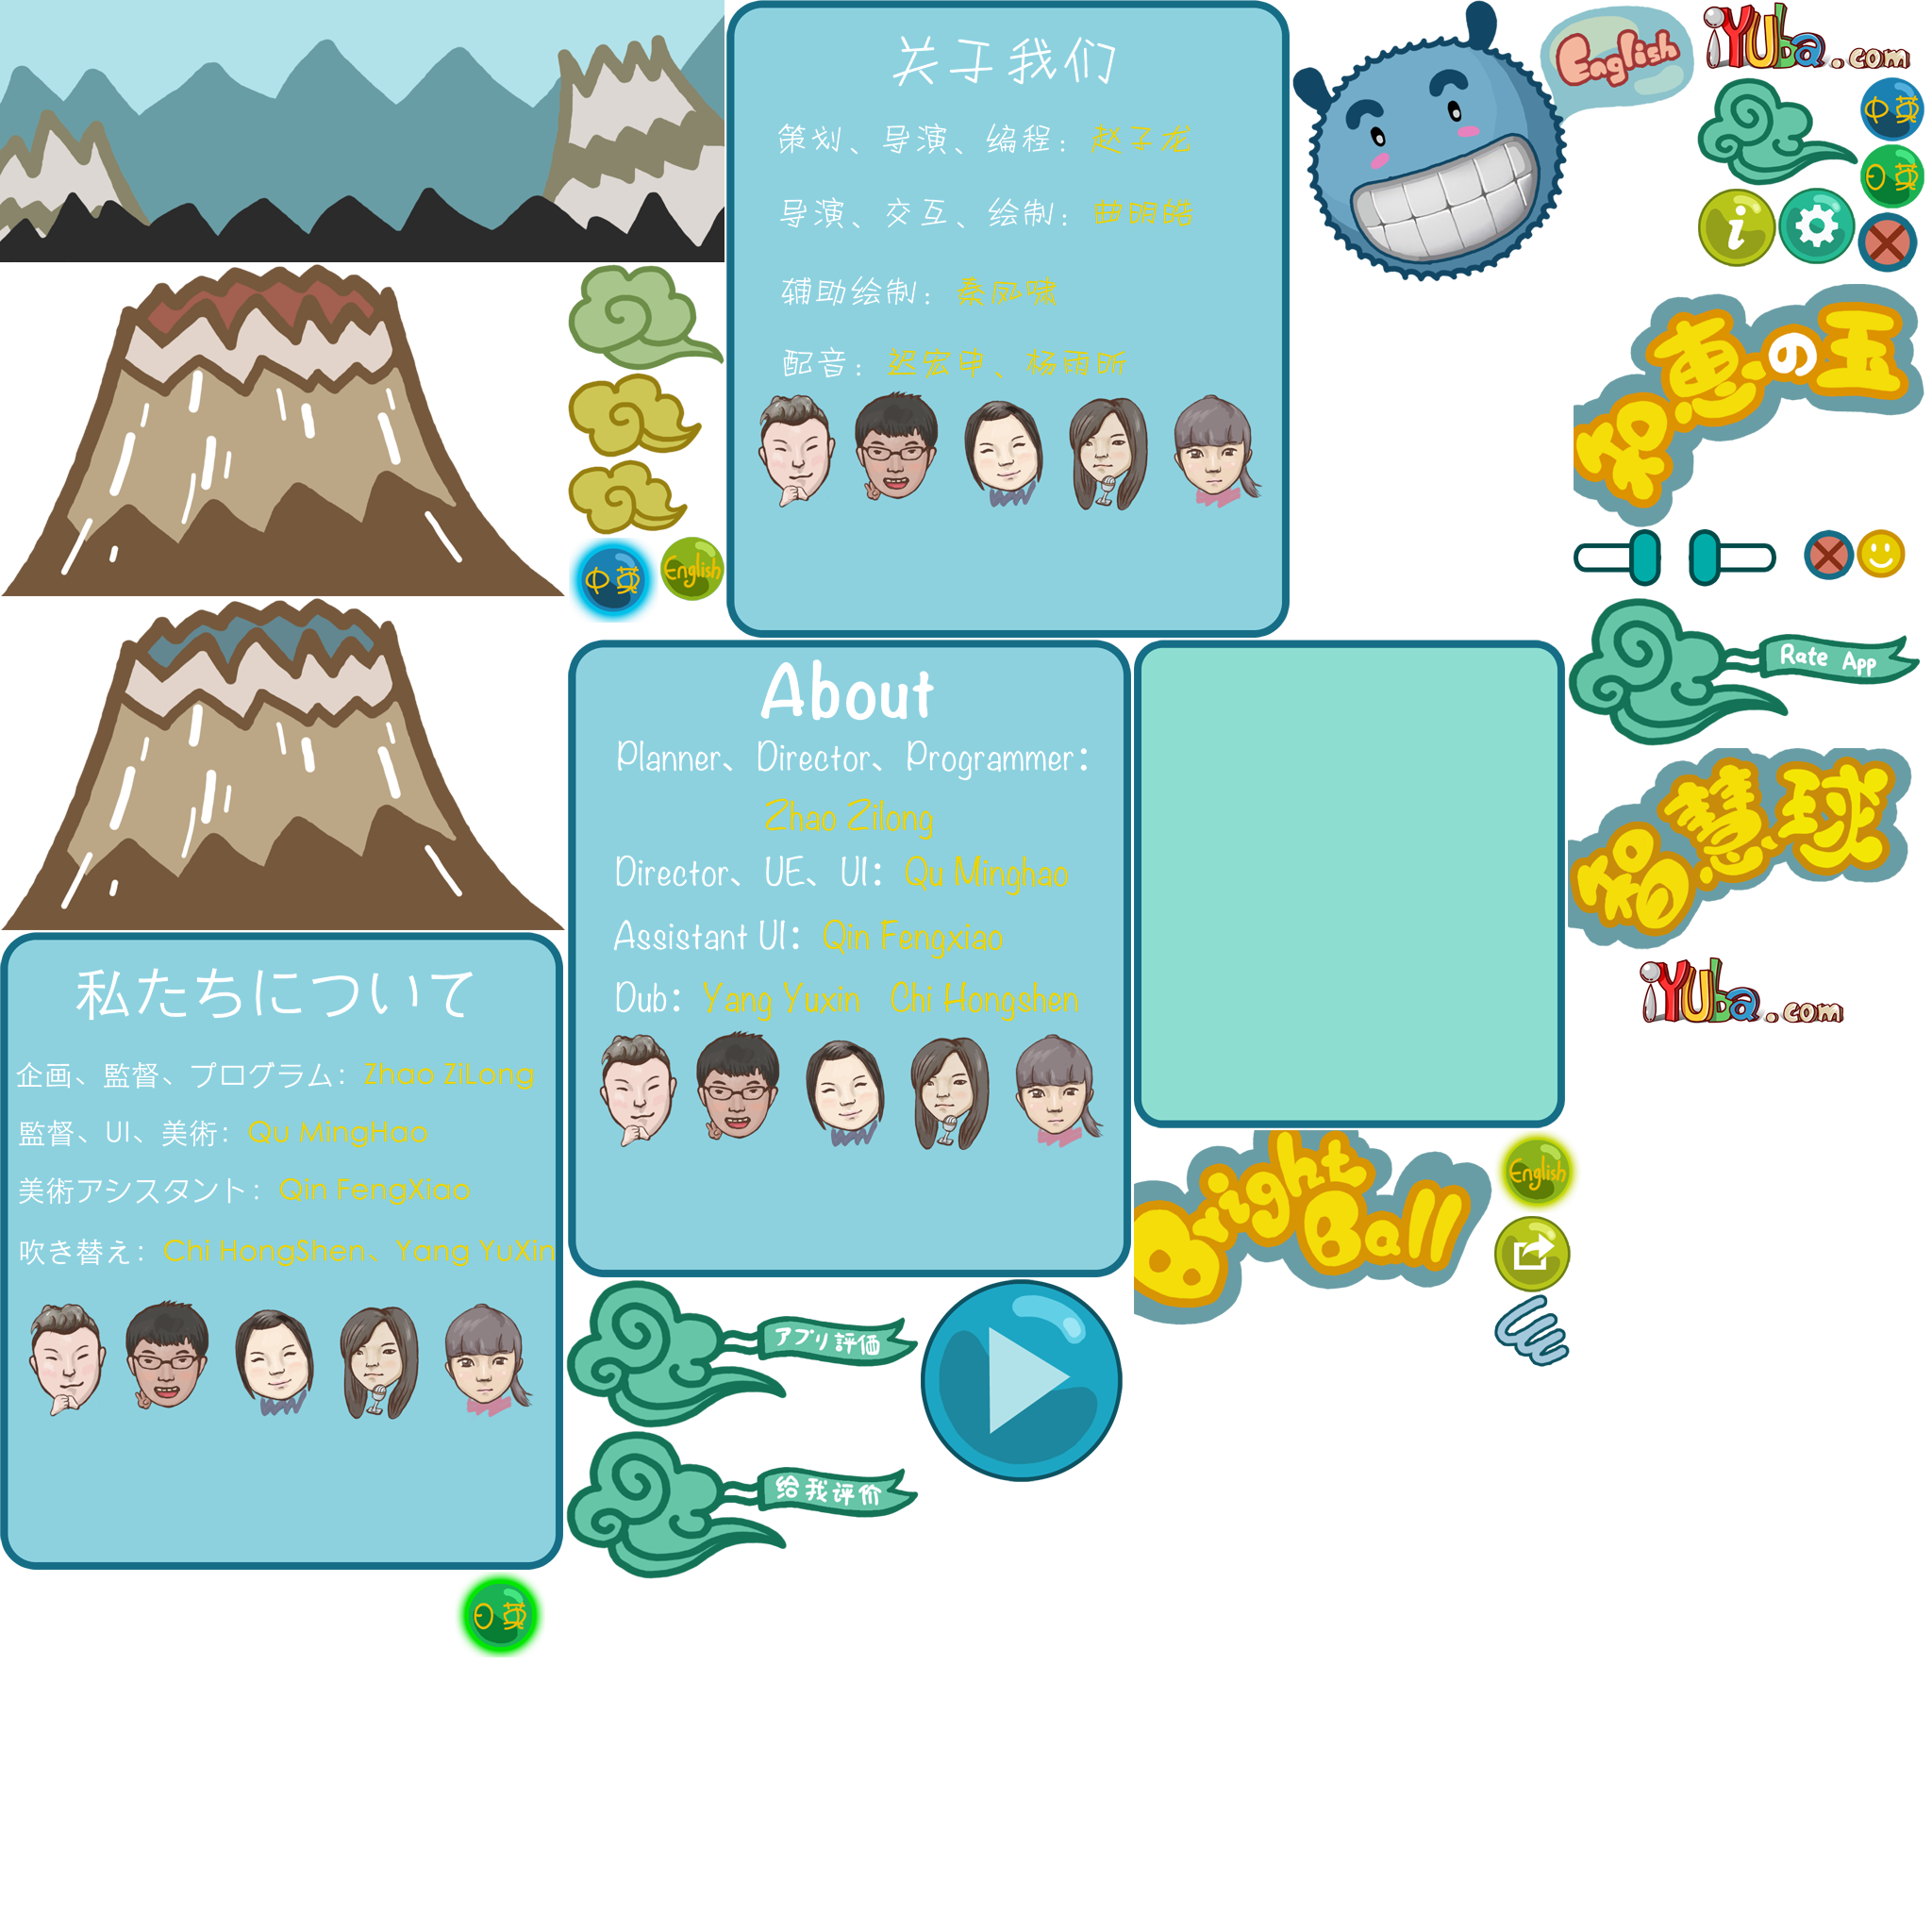 关于我们
策划、导演、编程：赵子龙
导演、交互、绘制：曲明皓
辅助绘制：秦凤啸
配音：迟宏申、杨雨昕
English
iYuba.com
中英
日英
i
の玉
中英
English
Rate App
慧球
iYuba.com
About
Planner、Director、Programmer：
Zhao Zilong
Director、UE、UI：Qu Minghao
Assistant UI：Qin Fengxiao
Dub：Yang Yuxin Chi Hongshen
私たちについて
企画、監督、プログラム：Zhao ZiLong
監督、UI、美術：Qu MingHao
美術アシスタント：Qin FengXiao
吹き替え：Chi HongShen、Yang YuXin
Bright
Ball
English
アプリ評価
给我评价
日英